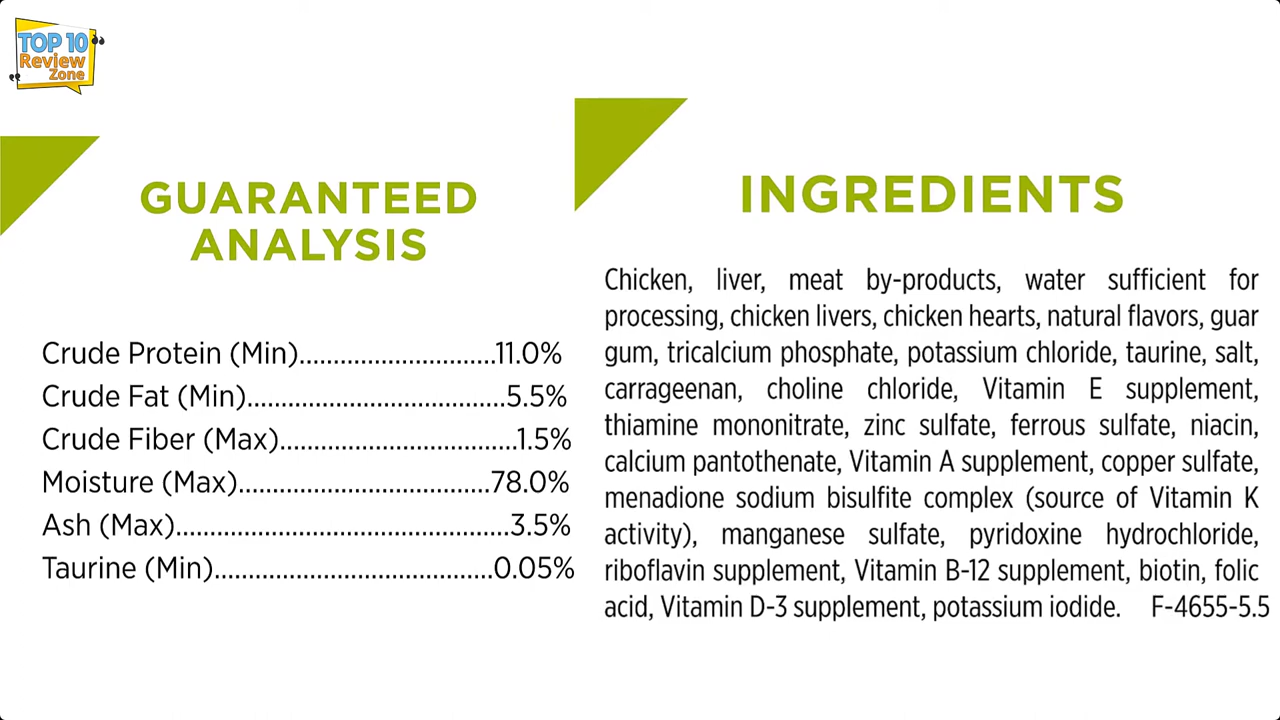 TOP 10
Review
Zone
GUARANTEED
ANALYSIS
Crude Protein (Min)..........................11.0%
Crude Fat (Min)...................................5.5%
Crude Fiber (Max)................................1.5%
Moisture (Max)..................................78.0%
Ash (Max).............................................3.5%
Taurine (Min).....................................0.05%
INGREDIENTS
Chicken, liver, meat by-products, water sufficient for
processing, chicken livers, chicken hearts, natural flavors, guar
gum, tricalcium phosphate, potassium chloride, taurine, salt,
carrageenan, choline chloride, Vitamin E supplement,
thiamine mononitrate, zinc sulfate, ferrous sulfate, niacin,
calcium pantothenate, Vitamin A supplement, copper sulfate,
menadione sodium bisulfite complex (source of Vitamin K
activity), manganese sulfate, pyridoxine hydrochloride,
riboflavin supplement, Vitamin B-12 supplement, biotin, folic
acid, Vitamin D-3 supplement, potassium iodide. F-4655-5.5